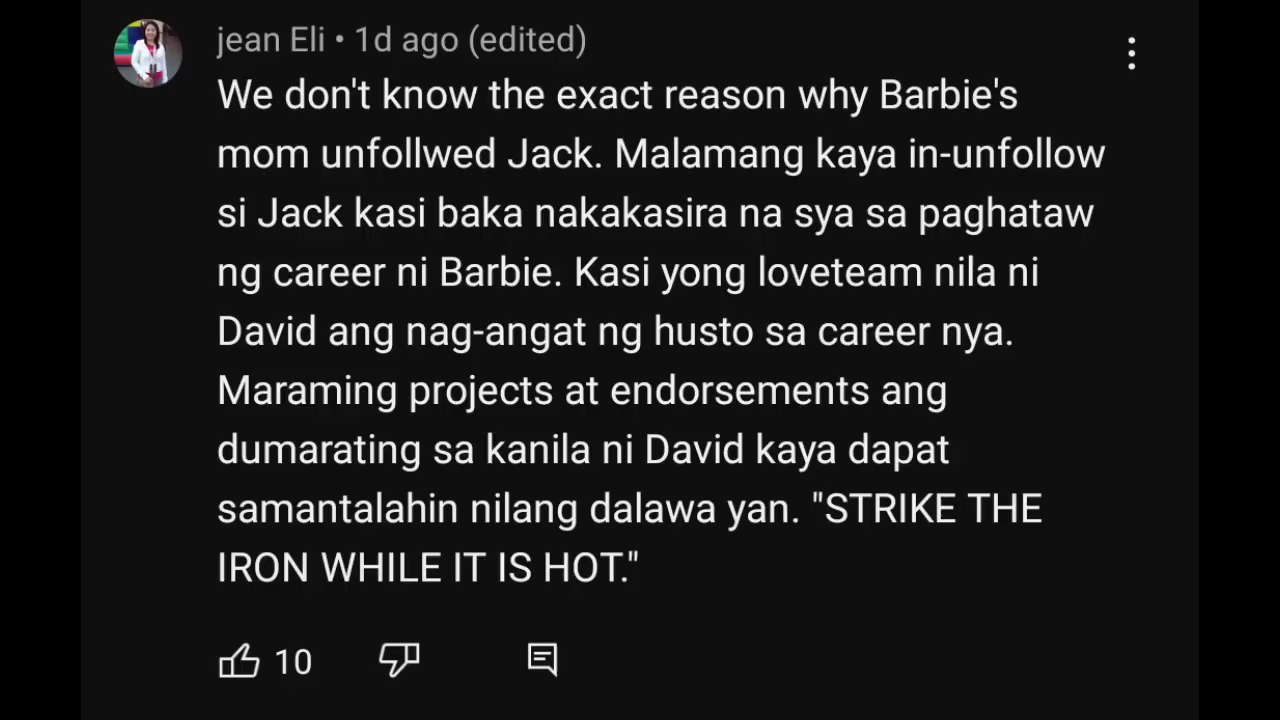 jean Eli • 1d ago (edited)
We don't know the exact reason why Barbie's
mom unfollwed Jack. Malamang kaya in-unfollow
si Jack kasi baka nakakasira na sya sa paghataw
ng career ni Barbie. Kasi yong loveteam nila ni
David ang nag-angat ng husto sa career nya.
Maraming projects at endorsements ang
dumarating sa kanila ni David kaya dapat
samantalahin nilang dalawa yan. "STRIKE THE
IRON WHILE IT IS HOT."
10